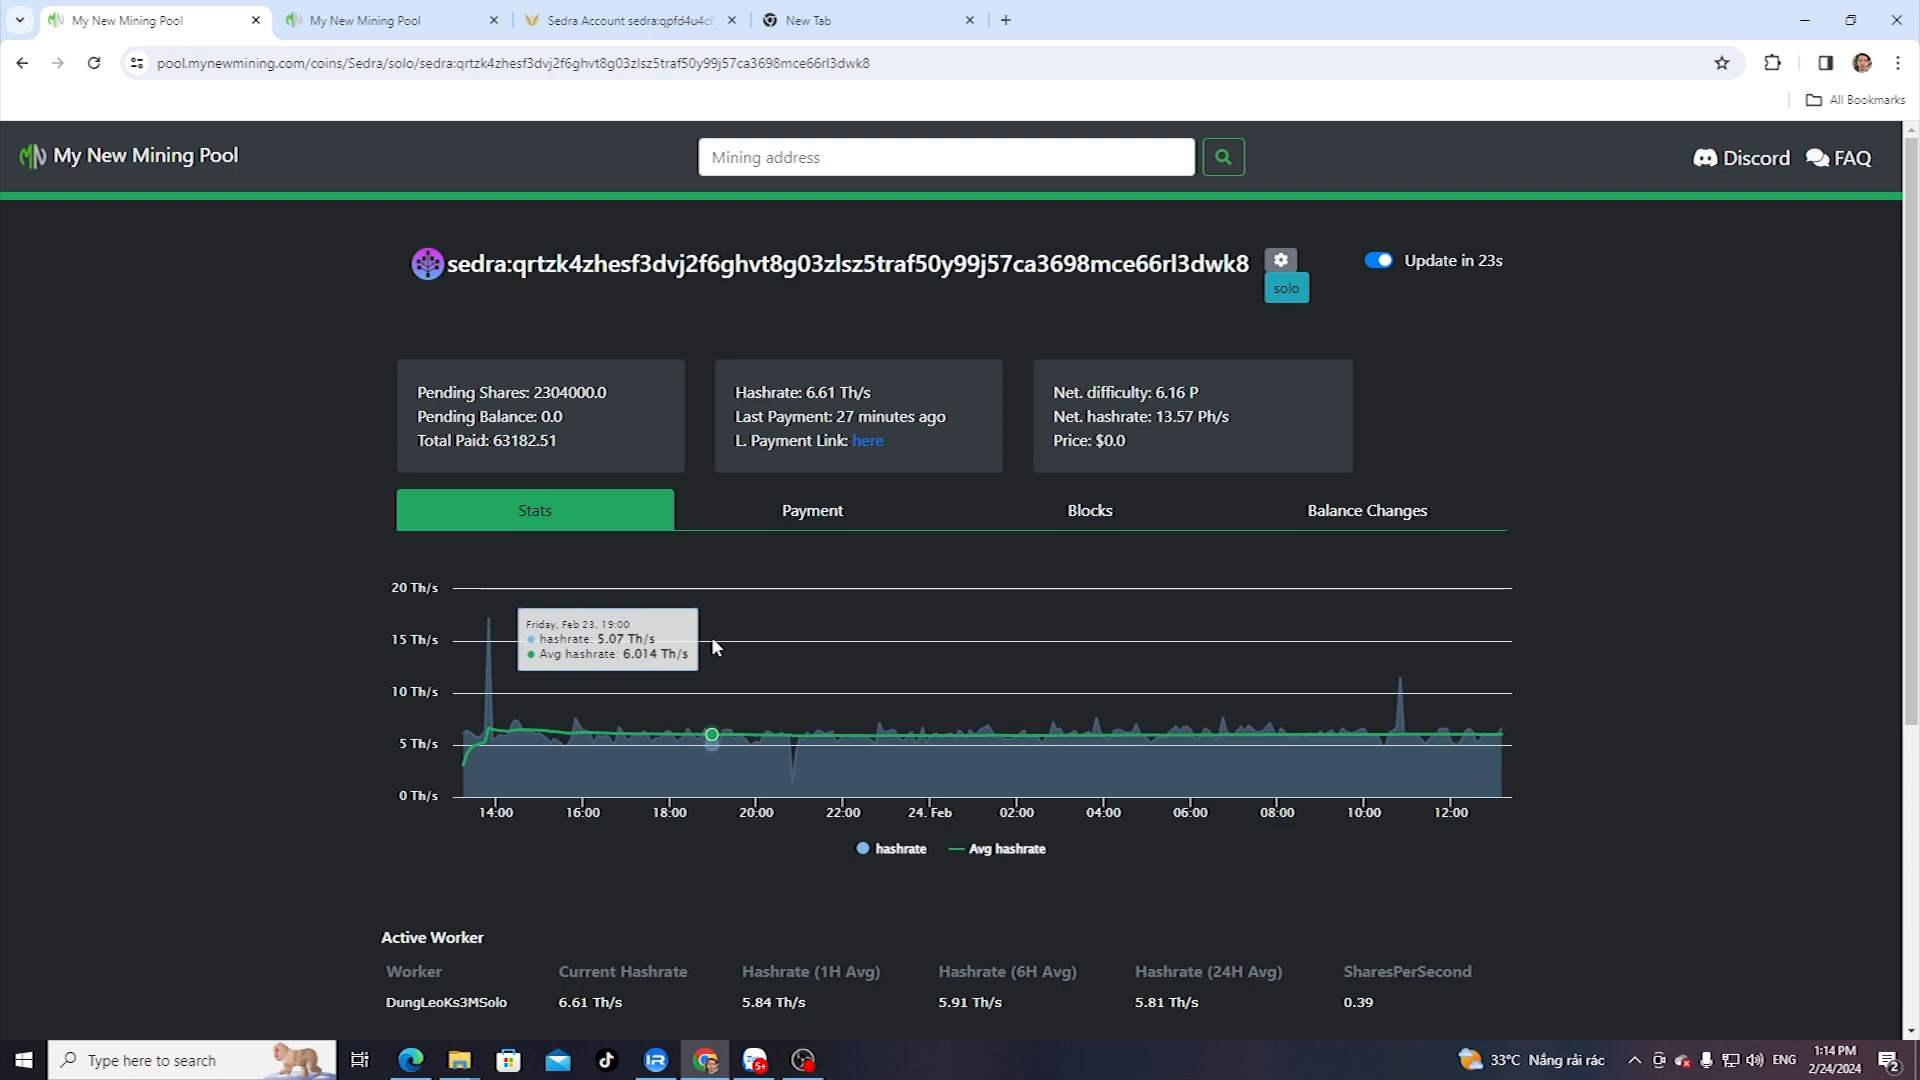 My New Mining Pool
My New Mining Pool
Sedra Account sedra:qpfd4u4c6
New Tab
pool.mynewmining.com/coins/Sedra/solo/sedra:qrtzk4zhesf3dvj2f6ghvt8g03zlsz5traf50y99j57ca3698mce66rl3dwk8
All Bookmarks
My New Mining Pool
Mining address
Discord
FAQ
sedra:qrtzk4zhesf3dvj2f6ghvt8g03zlsz5traf50y99j57ca3698mce66rl3dwk8
solo
Update in 23s
Pending Shares: 2304000.0
Pending Balance: 0.0
Total Paid: 63182.51
Hashrate: 6.61 Th/s
Last Payment: 27 minutes ago
L. Payment Link: here
Net. difficulty: 6.16 P
Net. hashrate: 13.57 Ph/s
Price: $0.0
Stats
Payment
Blocks
Balance Changes
20 Th/s
15 Th/s
10 Th/s
5 Th/s
0 Th/s
Friday, Feb 23, 19:00
hashrate: 5.07 Th/s
Avg hashrate: 6.014 Th/s
14:00 16:00 18:00 20:00 22:00 24. Feb 02:00 04:00 06:00 08:00 10:00 12:00
hashrate Avg hashrate
Active Worker
Worker Current Hashrate Hashrate (1H Avg) Hashrate (6H Avg) Hashrate (24H Avg) SharesPerSecond
DungLeoKs3MSolo 6.61 Th/s 5.84 Th/s 5.91 Th/s 5.81 Th/s 0.39
Type here to search
33°C Nắng rải rác
ENG
1:14 PM
2/24/2024
2